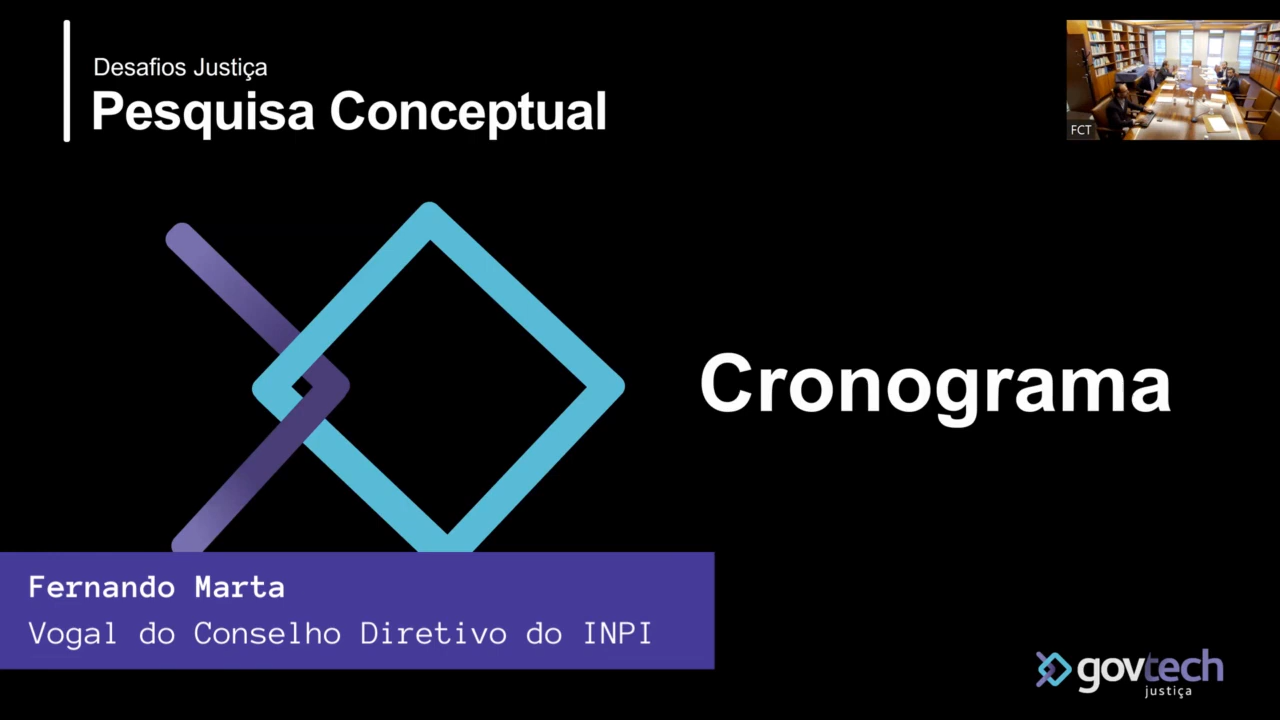 Desafios Justiça
Pesquisa Conceptual
FCT
Cronograma
Fernando Marta
Vogal do Conselho Diretivo do INPI
govtech
justiça